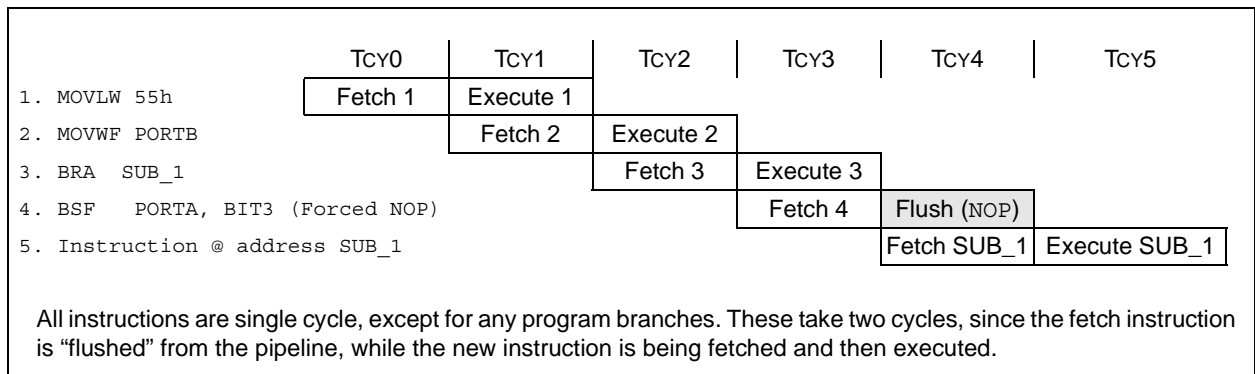 TCY0 TCY1 TCY2 TCY3 TCY4 TCY5
1. MOVLW 55h Fetch 1 Execute 1
2. MOVWF PORTB Fetch 2 Execute 2
3. BRA SUB_1 Fetch 3 Execute 3
4. BSF PORTA, BIT3 (Forced NOP) Fetch 4 Flush (NOP)
5. Instruction @ address SUB_1 Fetch SUB_1 Execute SUB_1
All instructions are single cycle, except for any program branches. These take two cycles, since the fetch instruction
is “flushed” from the pipeline, while the new instruction is being fetched and then executed.